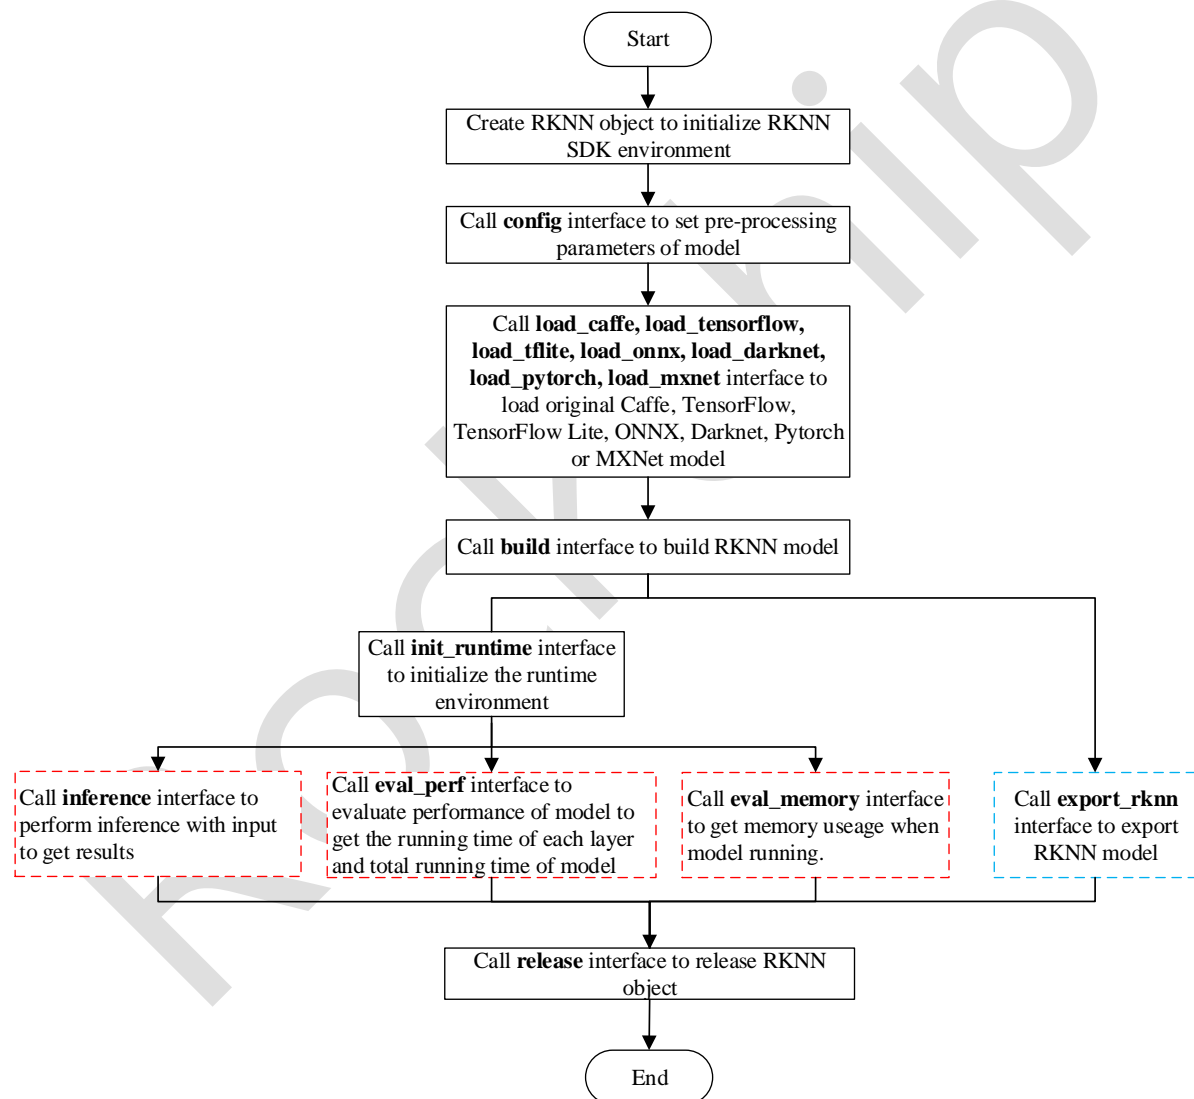 Start
Create RKNN object to initialize RKNN
SDK environment
Call config interface to set pre-processing
parameters of model
Call load_caffe, load_tensorflow,
load_tflite, load_onnx, load_darknet,
load_pytorch, load_mxnet interface to
load original Caffe, TensorFlow,
TensorFlow Lite, ONNX, Darknet, Pytorch
or MXNet model
Call build interface to build RKNN model
Call init_runtime interface
to initialize the runtime
environment
Call inference interface to
perform inference with input
to get results
Call eval_perf interface to
evaluate performance of model to
get the running time of each layer
and total running time of model
Call eval_memory interface
to get memory useage when
model running.
Call export_rknn
interface to export
RKNN model
Call release interface to release RKNN
object
End
Rockchip